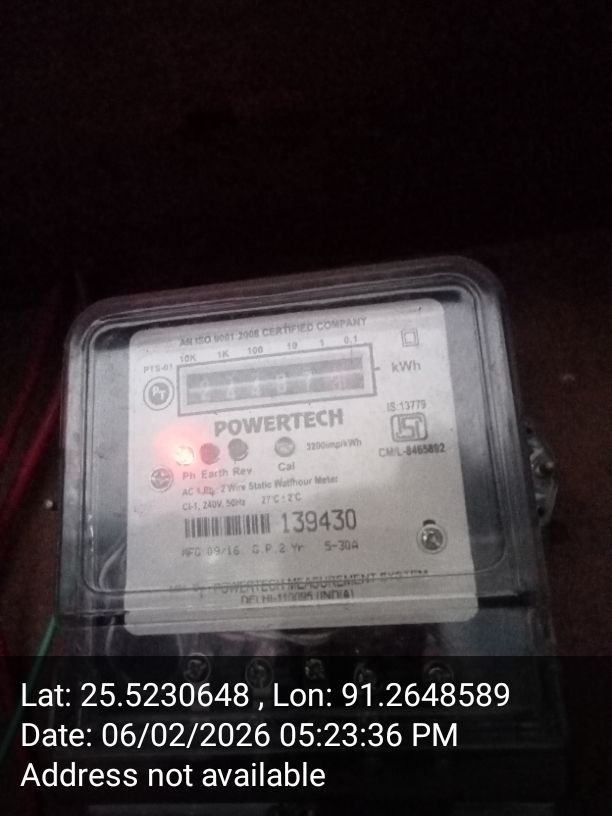 AN ISO 9001:2008 CERTIFIED COMPANY
10K 1K 100 10 1 0.1
PTS-01
kWh
PT
POWERTECH
IS:13779
ISI
3200imp/kWh
CM/L-8465892
Ph Earth Rev Cal
AC 1 Ph. 2 Wire Static Watthour Meter
Cl-1, 240V, 50Hz 27°C±2°C
139430
MFG 09/16 G.P.2 Yr 5-30A
POWERTECH MEASUREMENT SYSTEM
DELHI-110095 (INDIA)
Lat: 25.5230648 , Lon: 91.2648589
Date: 06/02/2026 05:23:36 PM
Address not available